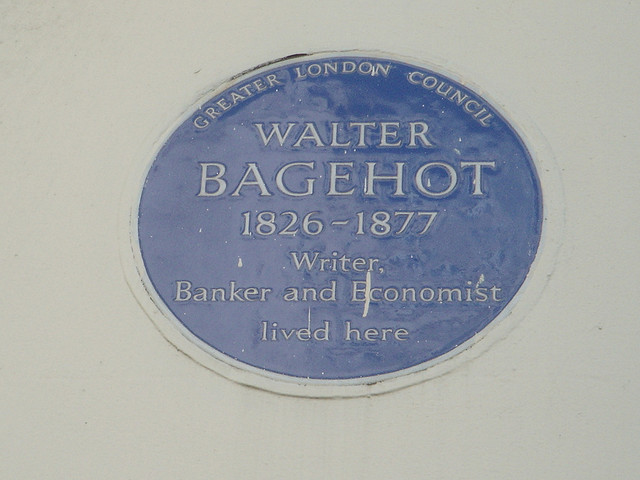 GREATER LONDON COUNCIL
WALTER
BAGEHOT
1826-1877
Writer,
Banker and Economist
lived here